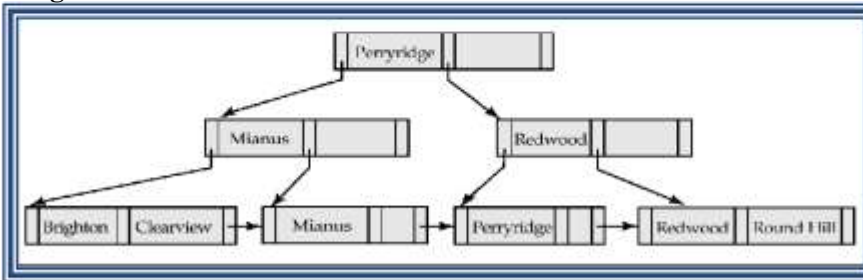 Perryridge
Mianus Redwood
Brighton Clearview Mianus Perryridge Redwood Round Hill